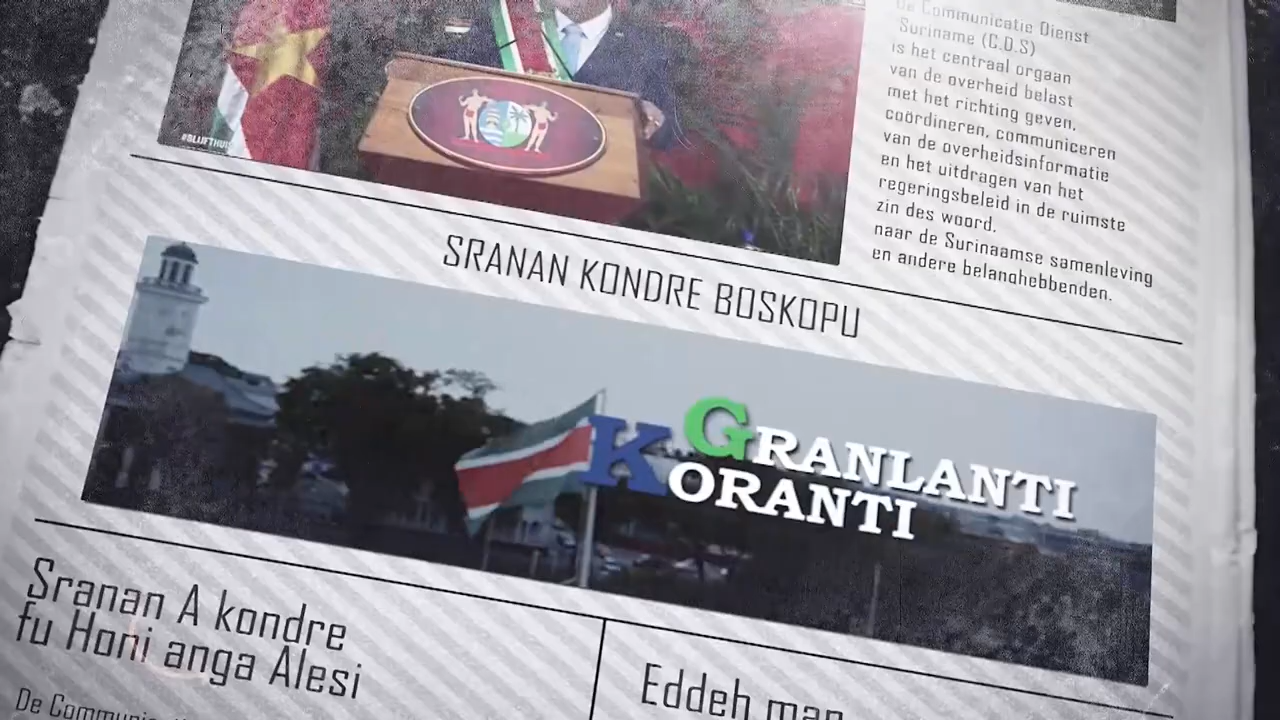 De Communicatie Dienst
Suriname (C.D.S)
is het centraal orgaan
van de overheid belast
met het richting geven,
coördineren, communiceren
van de overheidsinformatie
en het uitdragen van het
regeringsbeleid in de ruimste
zin des woord.
naar de Surinaamse samenleving
en andere belanghebbenden.
#BLIJFTHUIS
SRANAN KONDRE BOSKOPU
GRANLANTI
KORANTI
Sranan A kondre
fu Honi anga Alesi
De
Eddeh man